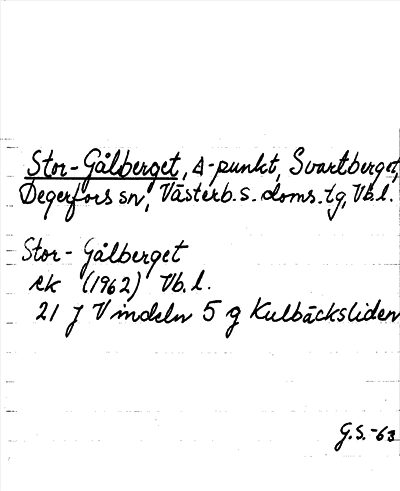 Stor-Gålberget, Δ-punkt, Svartberget,
Degerfors sn, Västerb.s. doms.tg, Vb.l.
Stor-Gålberget
ek (1962) Vb.l.
21 J Vindeln 5 g Kulbäcksliden
G.S.-63